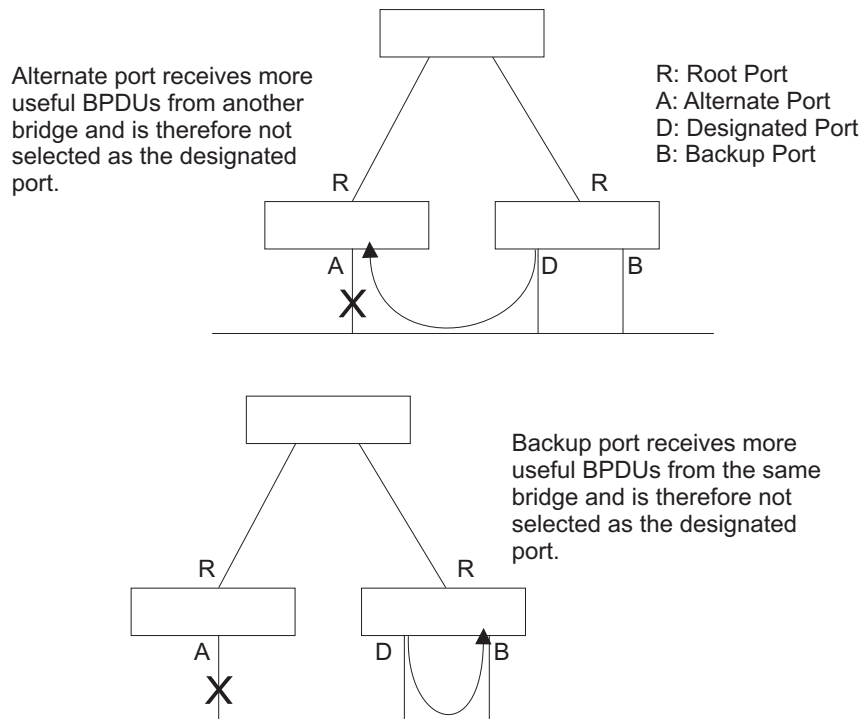 Alternate port receives more
useful BPDUs from another
bridge and is therefore not
selected as the designated
port.
R: Root Port
A: Alternate Port
D: Designated Port
B: Backup Port
R
R
A
D
B
X
Backup port receives more
useful BPDUs from the same
bridge and is therefore not
selected as the designated
port.
R
R
A
D
B
X